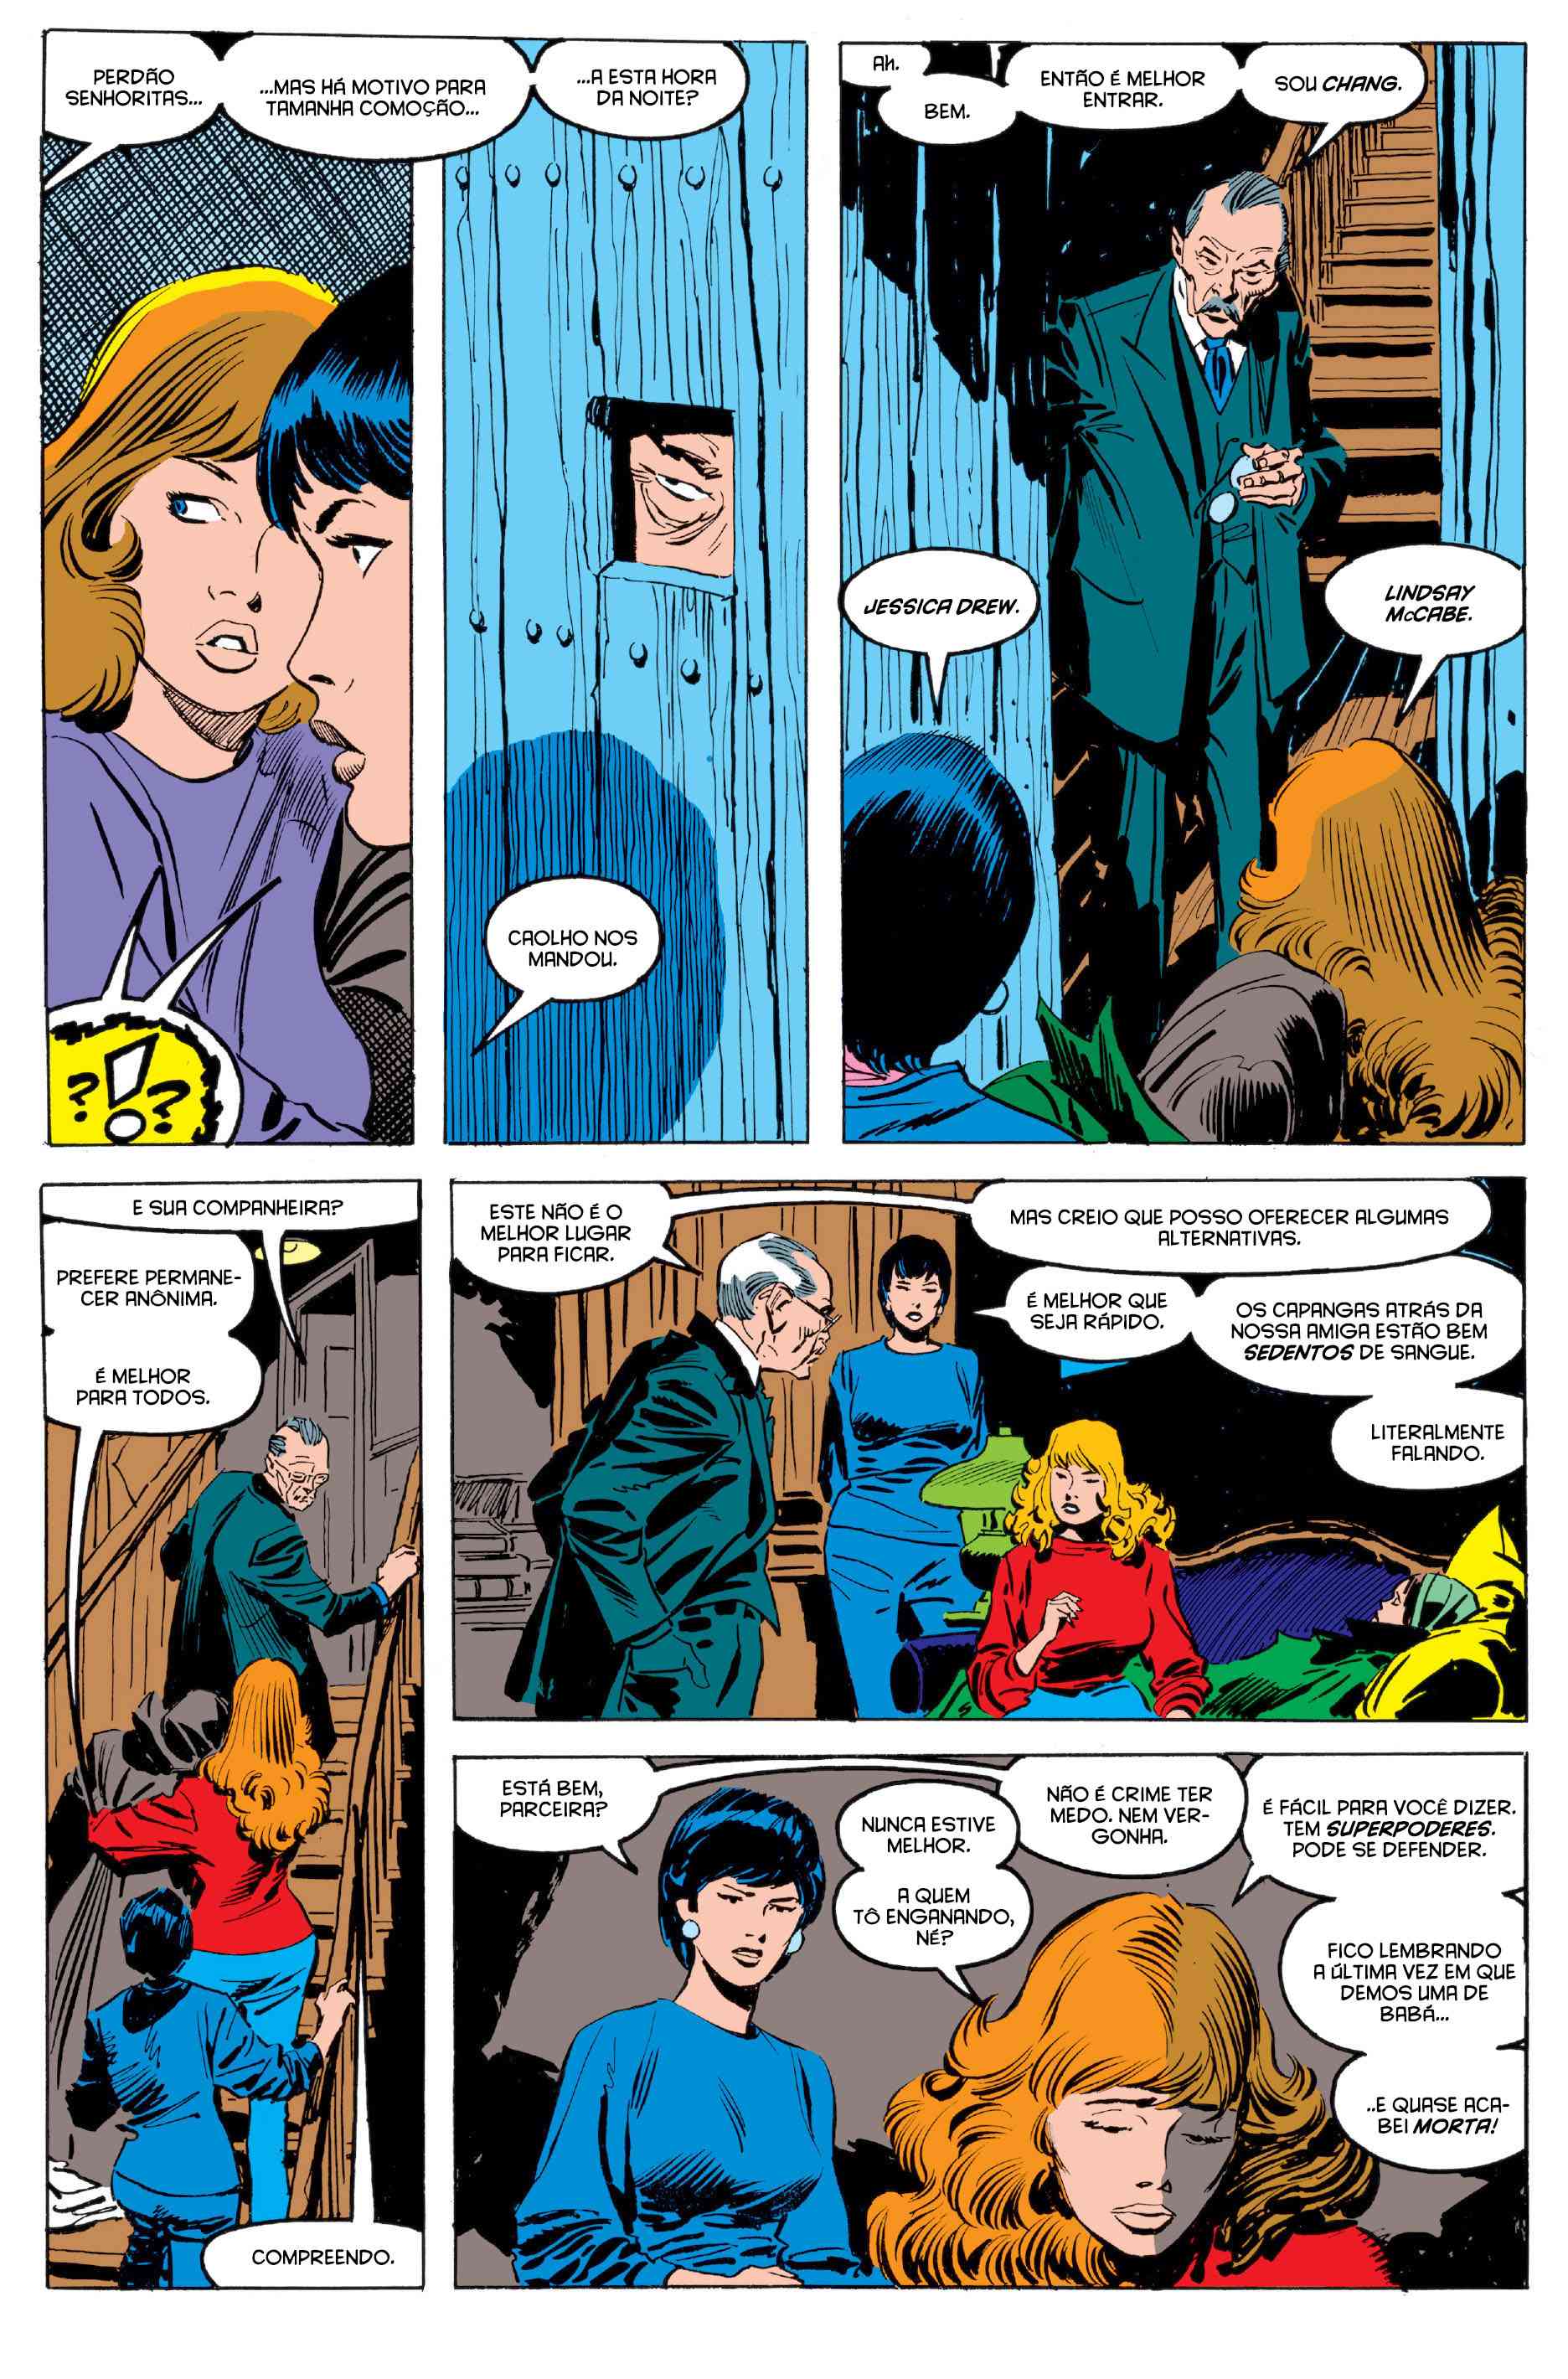 PERDÃO
SENHORITAS...
...MAS HÁ MOTIVO PARA
TAMANHA COMOÇÃO...
...A ESTA HORA
DA NOITE?
?!?
CAOLHO NOS
MANDOU.
AH.
BEM.
ENTÃO É MELHOR
ENTRAR.
SOU CHANG.
JESSICA DREW.
LINDSAY
McCABE.
E SUA COMPANHEIRA?
PREFERE PERMANE-
CER ANÔNIMA.
É MELHOR
PARA TODOS.
COMPREENDO.
ESTE NÃO É O
MELHOR LUGAR
PARA FICAR.
MAS CREIO QUE POSSO OFERECER ALGUMAS
ALTERNATIVAS.
É MELHOR QUE
SEJA RÁPIDO.
OS CAPANGAS ATRÁS DA
NOSSA AMIGA ESTÃO BEM
SEDENTOS DE SANGUE.
LITERALMENTE
FALANDO.
ESTÁ BEM,
PARCEIRA?
NUNCA ESTIVE
MELHOR.
A QUEM
TÔ ENGANANDO,
NÉ?
NÃO É CRIME TER
MEDO. NEM VER-
GONHA.
É FÁCIL PARA VOCÊ DIZER.
TEM SUPERPODERES.
PODE SE DEFENDER.
FICO LEMBRANDO
A ÚLTIMA VEZ EM QUE
DEMOS UMA DE
BABÁ...
..E QUASE ACA-
BEI MORTA!